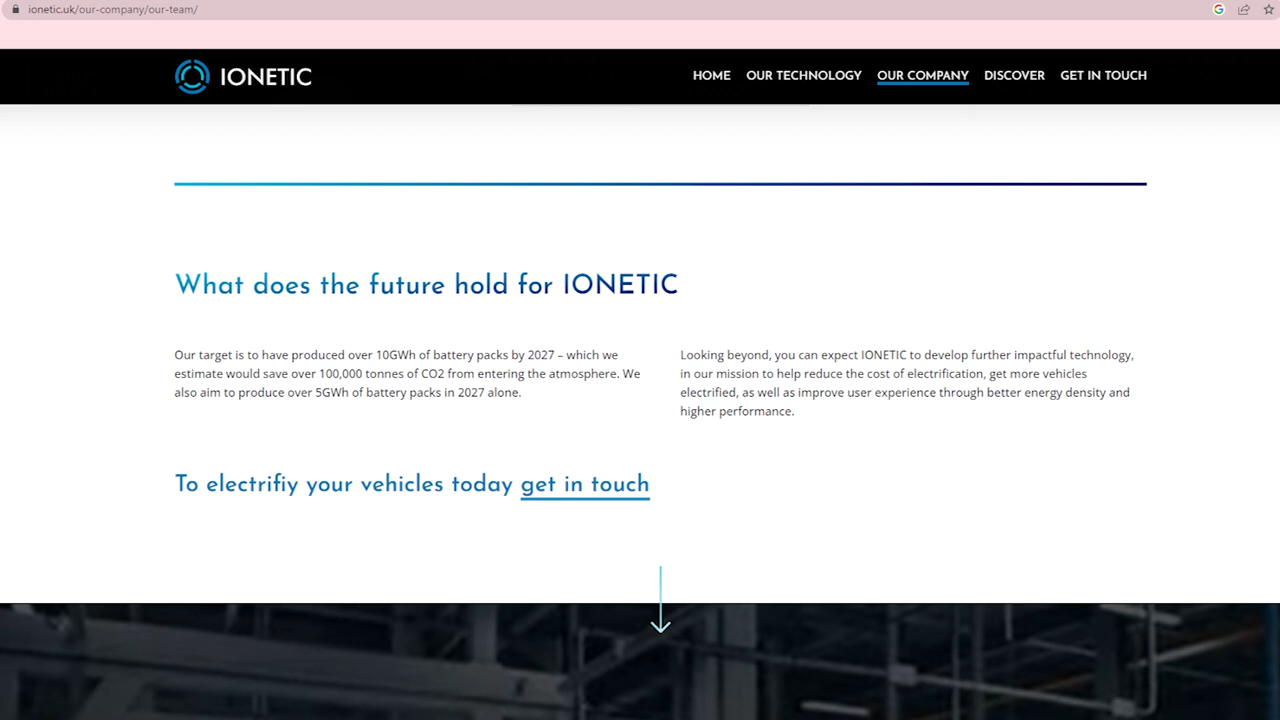 ionetic.uk/our-company/our-team/
IONETIC
HOME OUR TECHNOLOGY OUR COMPANY DISCOVER GET IN TOUCH
What does the future hold for IONETIC
Our target is to have produced over 10GWh of battery packs by 2027 – which we
estimate would save over 100,000 tonnes of CO2 from entering the atmosphere. We
also aim to produce over 5GWh of battery packs in 2027 alone.
Looking beyond, you can expect IONETIC to develop further impactful technology,
in our mission to help reduce the cost of electrification, get more vehicles
electrified, as well as improve user experience through better energy density and
higher performance.
To electrifiy your vehicles today get in touch